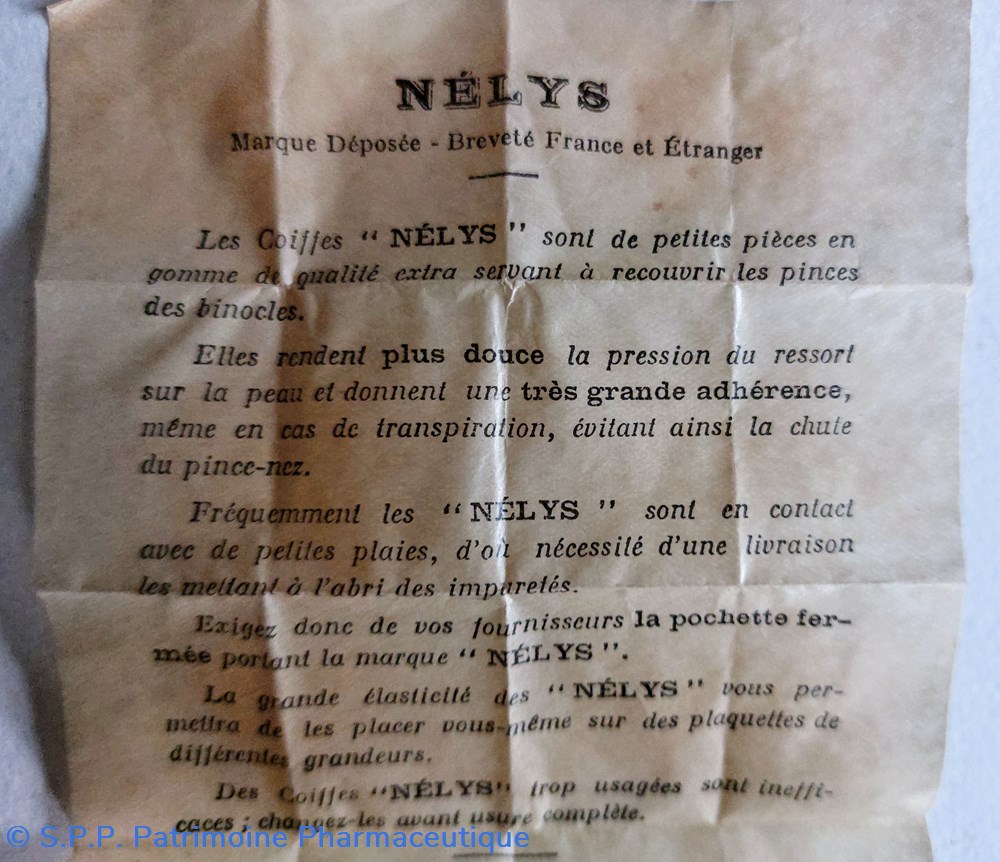 NÉLYS
Marque Déposée - Breveté France et Étranger
Les Coiffes " NÉLYS " sont de petites pièces en
gomme de qualité extra servant à recouvrir les pinces
des binocles.
Elles rendent plus douce la pression du ressort
sur la peau et donnent une très grande adhérence,
même en cas de transpiration, évitant ainsi la chute
du pince-nez.
Fréquemment les " NÉLYS " sont en contact
avec de petites plaies, d'où nécessité d'une livraison
les mettant à l'abri des impuretés.
Exigez donc de vos fournisseurs la pochette fer-
mée portant la marque " NÉLYS ".
La grande élasticité des " NÉLYS " vous per-
mettra de les placer vous-même sur des plaquettes de
différentes grandeurs.
Des Coiffes "NÉLYS" trop usagées sont ineffi-
caces ; changez-les avant usure complète.
© S.P.P. Patrimoine Pharmaceutique